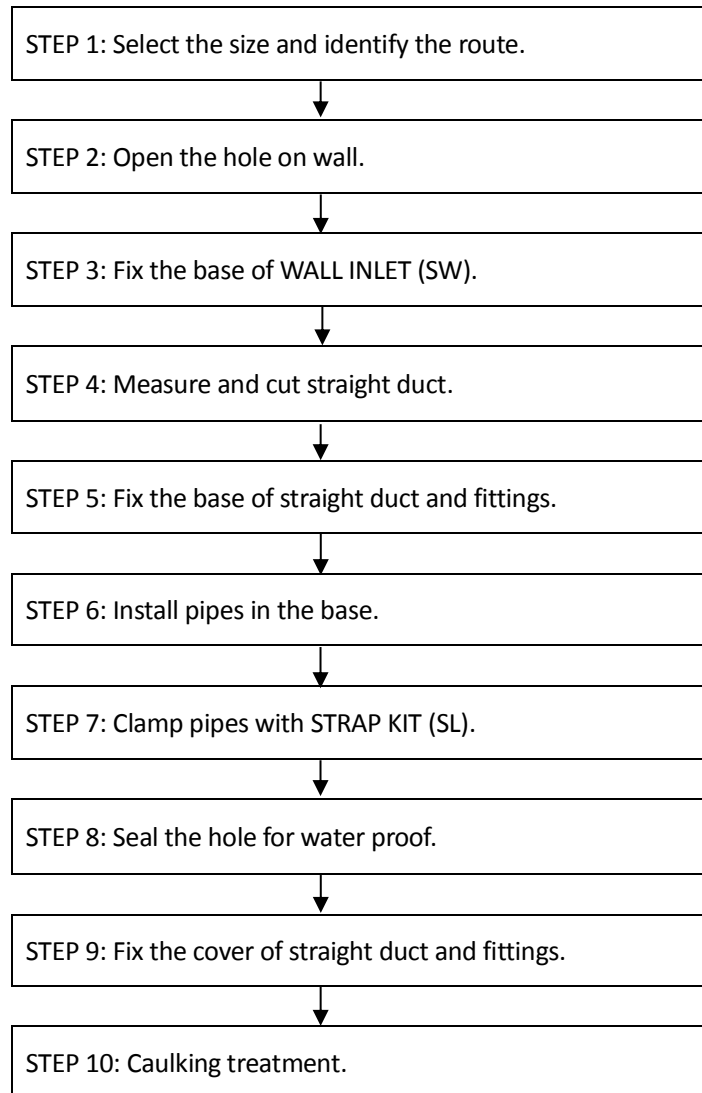 STEP 1: Select the size and identify the route.
STEP 2: Open the hole on wall.
STEP 3: Fix the base of WALL INLET (SW).
STEP 4: Measure and cut straight duct.
STEP 5: Fix the base of straight duct and fittings.
STEP 6: Install pipes in the base.
STEP 7: Clamp pipes with STRAP KIT (SL).
STEP 8: Seal the hole for water proof.
STEP 9: Fix the cover of straight duct and fittings.
STEP 10: Caulking treatment.